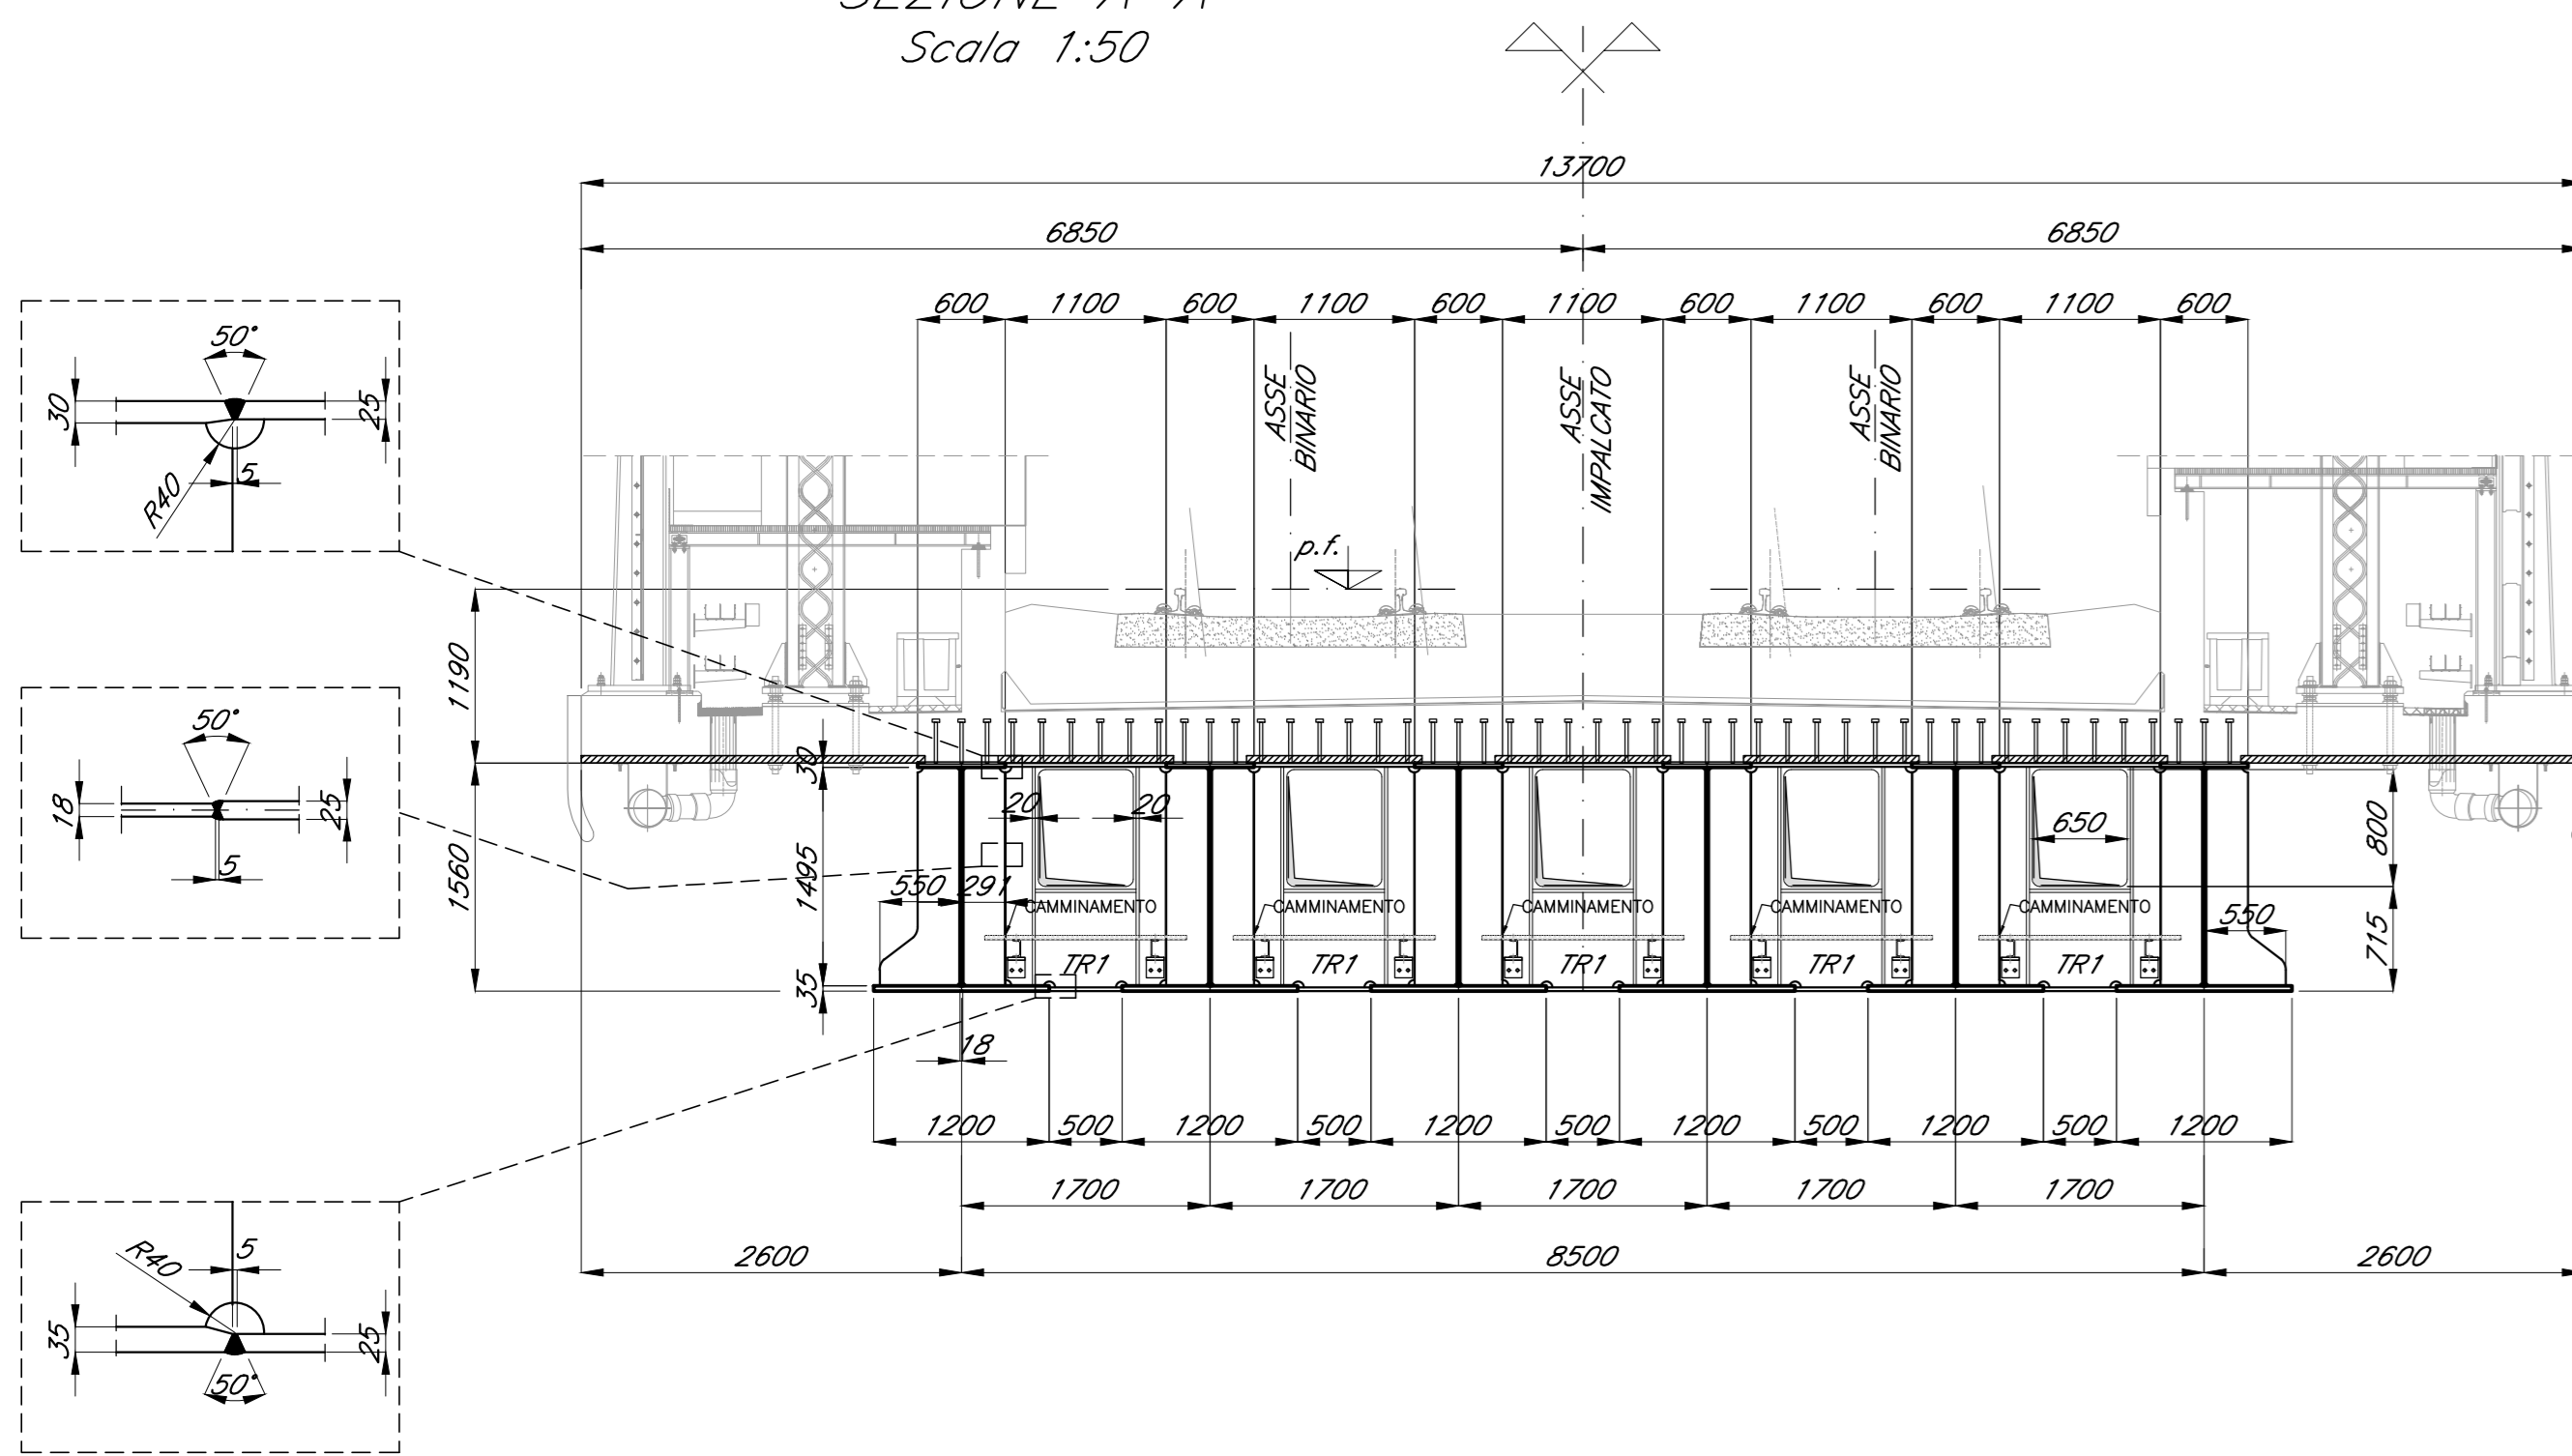 SEZIONE A-A
Scala 1:50
13700
6850 6850
600 1100 600 1100 600 1100 600 1100 600 1100 600
50°
30
25
5
R40
ASSE
BINARIO
ASSE
IMPALCATO
ASSE
BINARIO
p.f.
1190
50°
18
25
5
30
20 20
650
800
1560
1495
550 291
550
CAMMINAMENTO CAMMINAMENTO CAMMINAMENTO CAMMINAMENTO CAMMINAMENTO
715
TR1 TR1 TR1 TR1 TR1
35
18
1200 500 1200 500 1200 500 1200 500 1200 500 1200
1700 1700 1700 1700 1700
2600 8500 2600
R40
5
35
25
50°